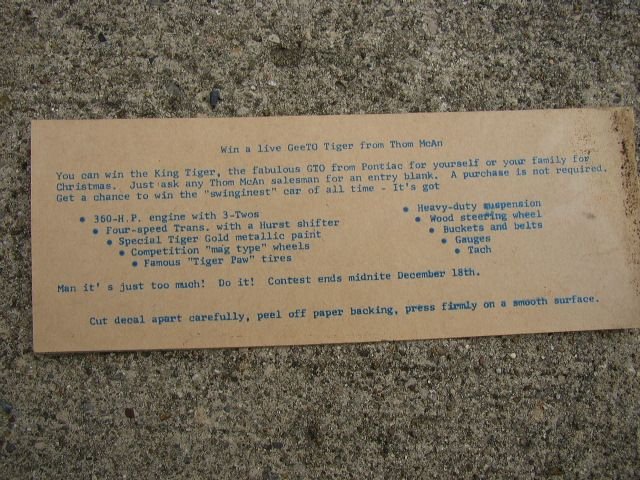 Win a live GeeTO Tiger from Thom McAn
You can win the King Tiger, the fabulous GTO from Pontiac for yourself or your family for
Christmas. Just ask any Thom McAn salesman for an entry blank. A purchase is not required.
Get a chance to win the "swinginest" car of all time - It's got
• 360-H.P. engine with 3-Twos
• Four-speed Trans. with a Hurst shifter
• Special Tiger Gold metallic paint
• Competition "mag type" wheels
• Famous "Tiger Paw" tires
• Heavy-duty suspension
• Wood steering wheel
• Buckets and belts
• Gauges
• Tach
Man it' s just too much! Do it! Contest ends midnite December 18th.
Cut decal apart carefully, peel off paper backing, press firmly on a smooth surface.